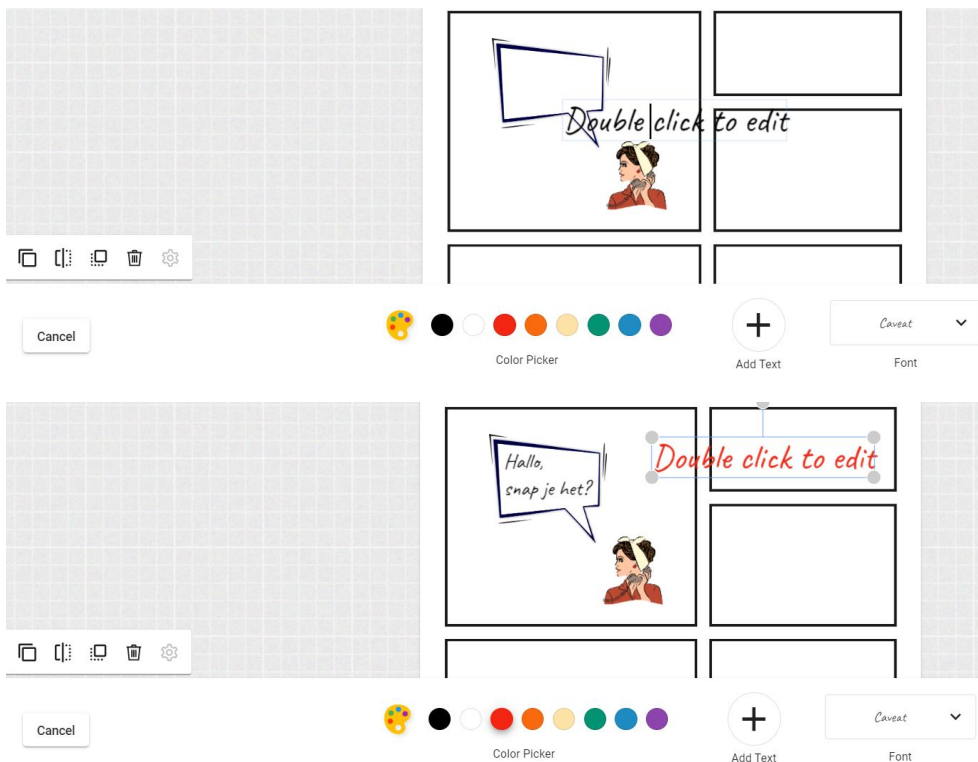 Double click to edit
Cancel
Color Picker
Add Text
Caveat
Font
Hallo,
snap je het?
Double click to edit
Cancel
Color Picker
Add Text
Caveat
Font